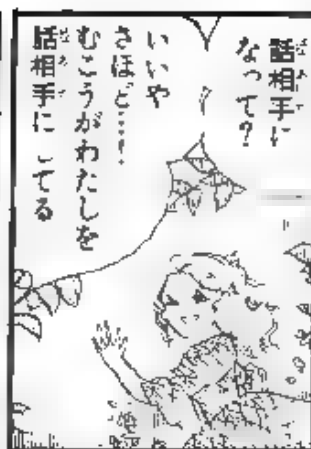 話相手に
なって？
いいや
さほど……
むこうがわたしを
話相手に してる